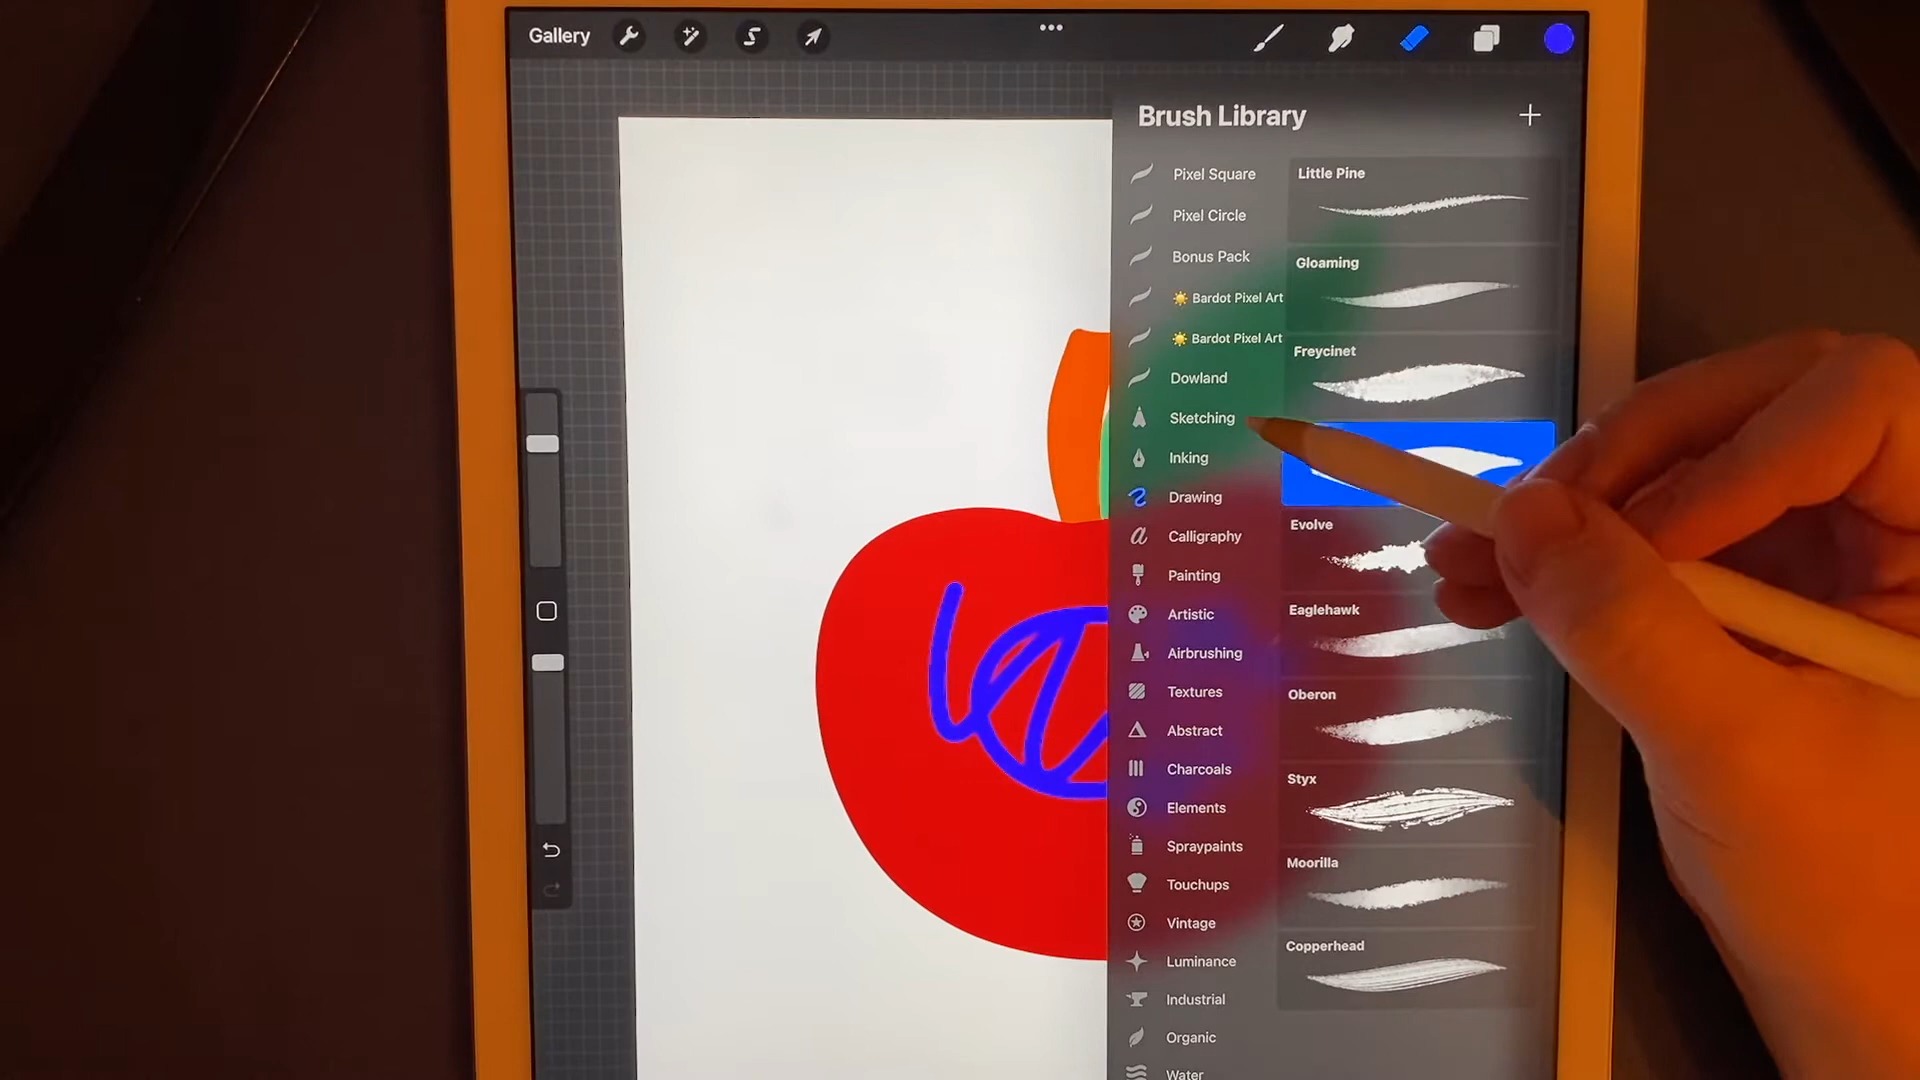 Gallery
Brush Library
Pixel Square
Pixel Circle
Bonus Pack
Bardot Pixel Art
Bardot Pixel Art
Dowland
Sketching
Inking
Drawing
Calligraphy
Painting
Artistic
Airbrushing
Textures
Abstract
Charcoals
Elements
Spraypaints
Touchups
Vintage
Luminance
Industrial
Organic
Water
Little Pine
Gloaming
Freycinet
Evolve
Eaglehawk
Oberon
Styx
Moorilla
Copperhead